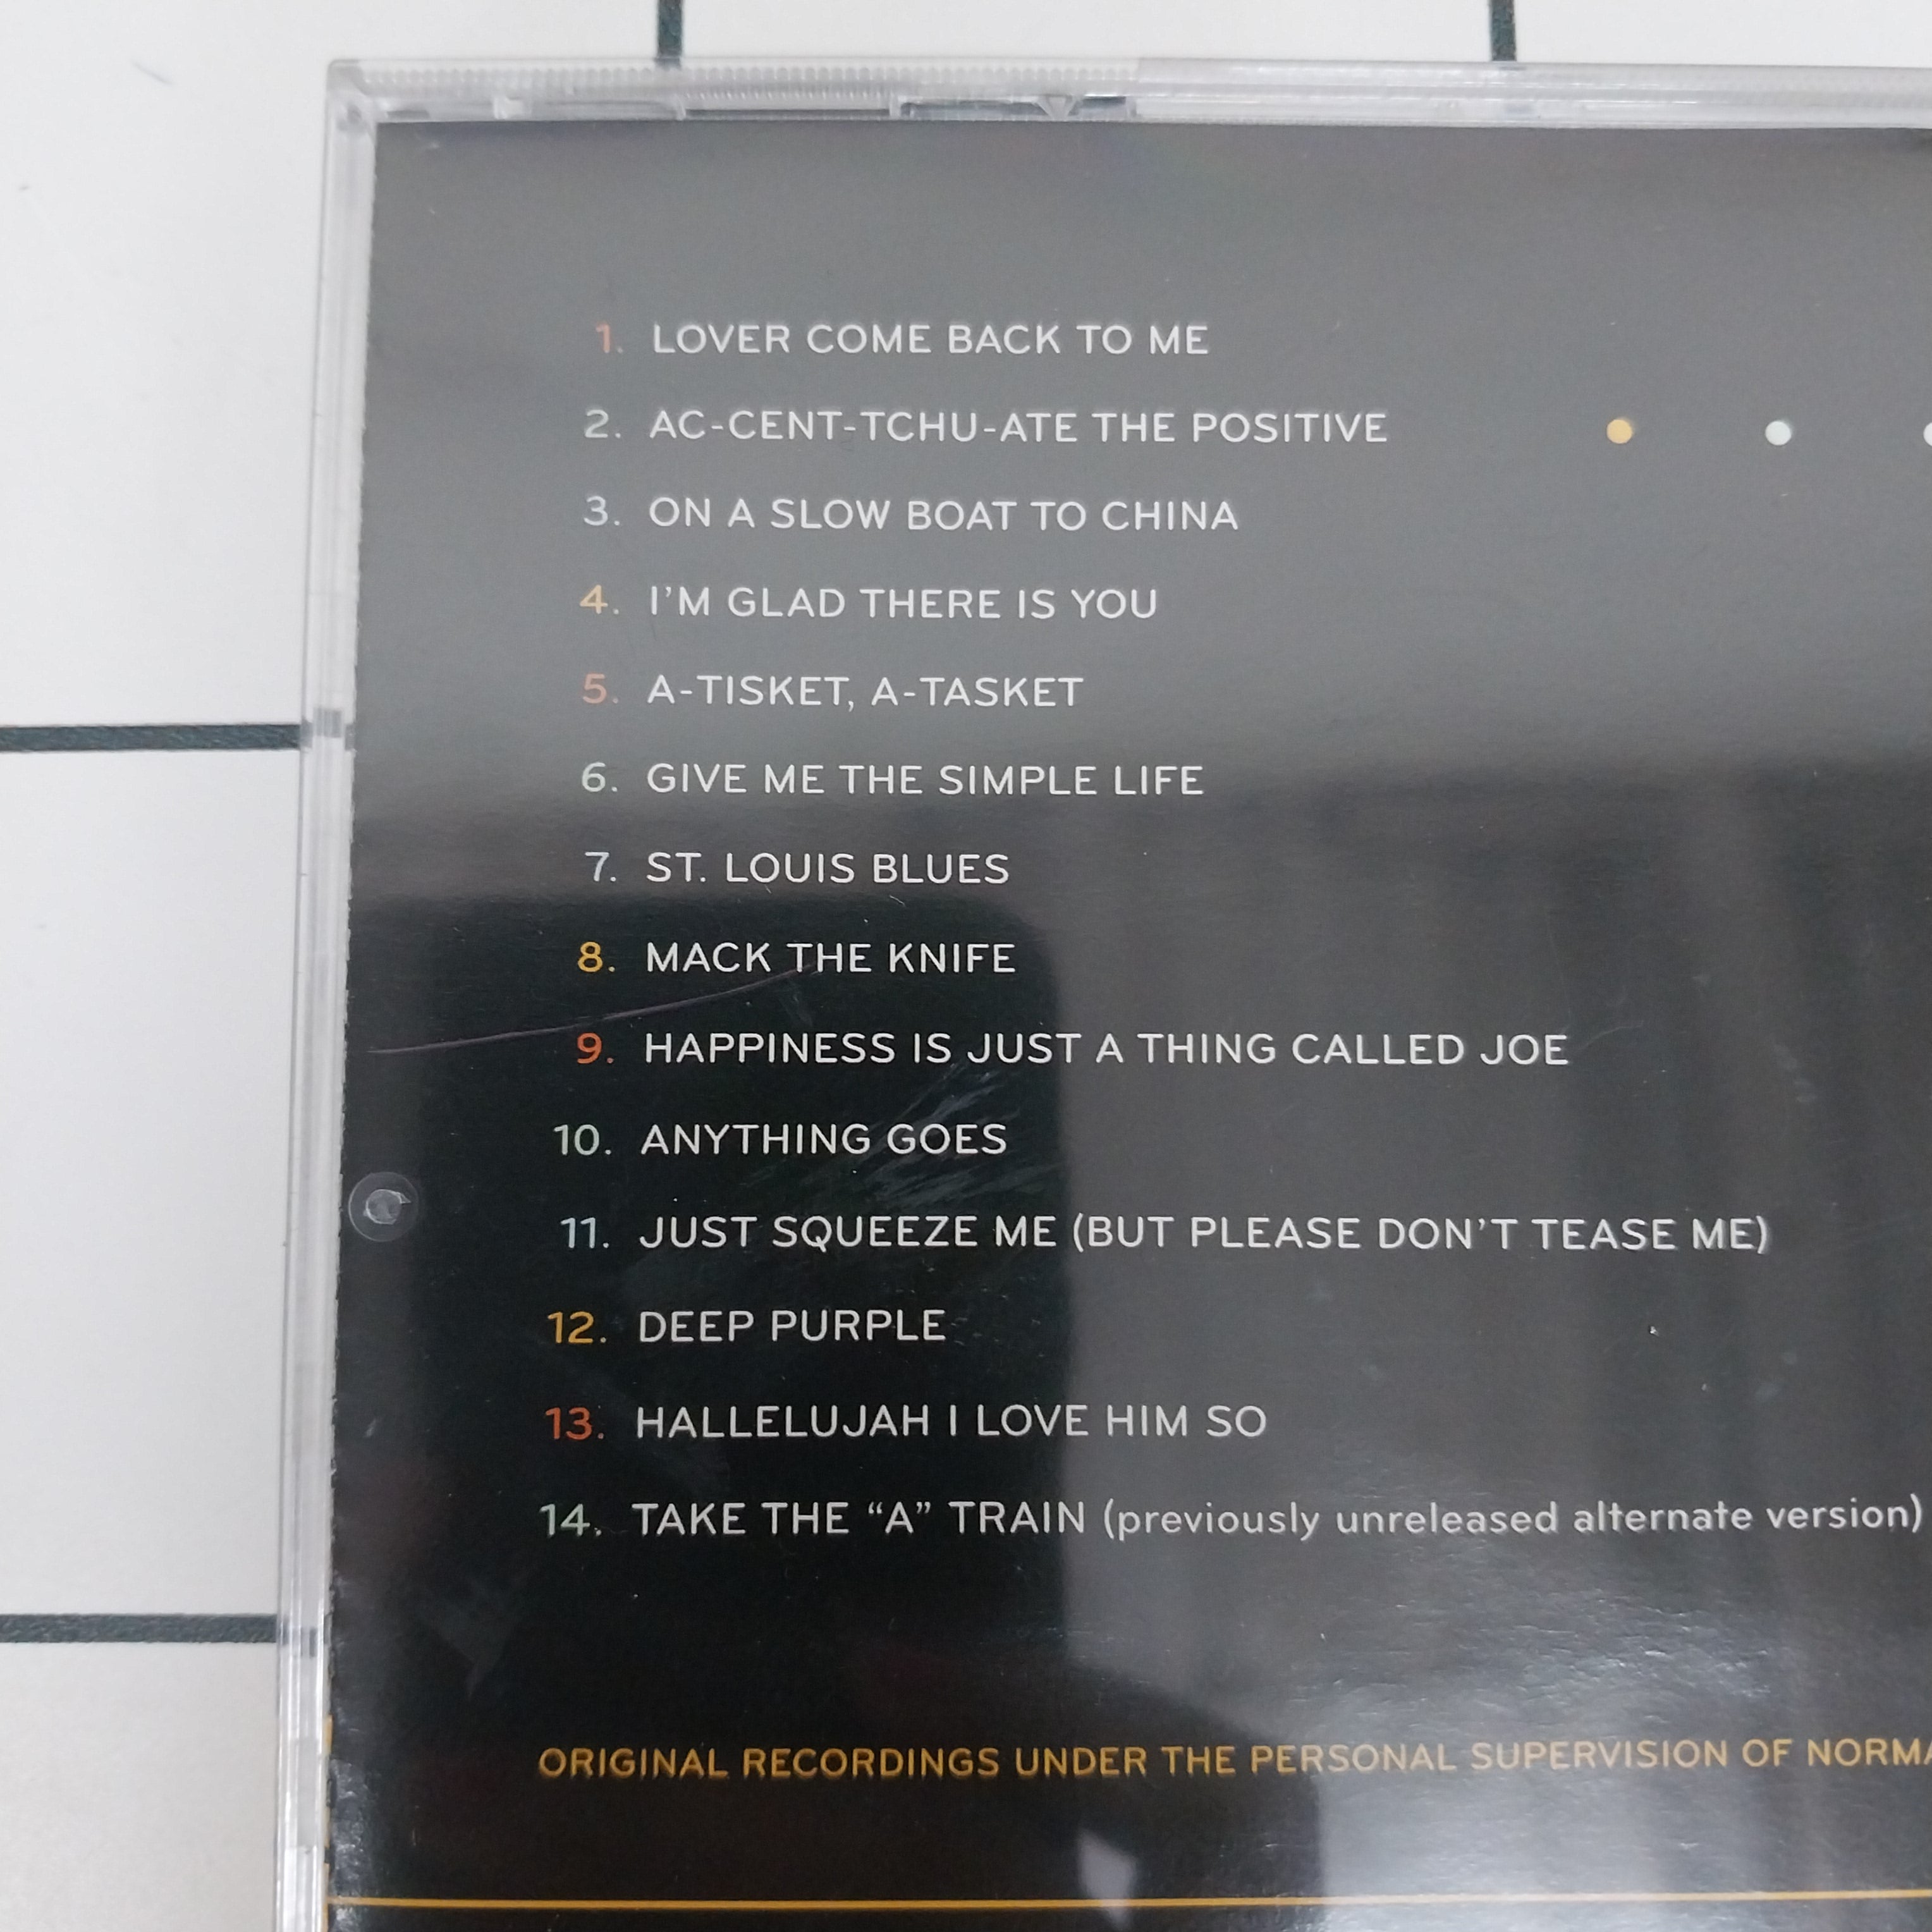 1. LOVER COME BACK TO ME
2. AC-CENT-TCHU-ATE THE POSITIVE
3. ON A SLOW BOAT TO CHINA
4. I'M GLAD THERE IS YOU
5. A-TISKET, A-TASKET
6. GIVE ME THE SIMPLE LIFE
7. ST. LOUIS BLUES
8. MACK THE KNIFE
9. HAPPINESS IS JUST A THING CALLED JOE
10. ANYTHING GOES
11. JUST SQUEEZE ME (BUT PLEASE DON'T TEASE ME)
12. DEEP PURPLE
13. HALLELUJAH I LOVE HIM SO
14. TAKE THE “A” TRAIN (previously unreleased alternate version)
ORIGINAL RECORDINGS UNDER THE PERSONAL SUPERVISION OF